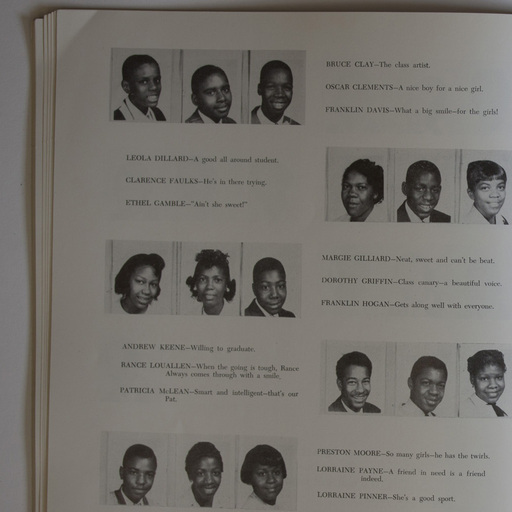 BRUCE CLAY—The class artist.
OSCAR CLEMENTS—A nice boy for a nice girl.
FRANKLIN DAVIS—What a big smile—for the girls!
LEOLA DILLARD—A good all around student.
CLARENCE FAULKS—He's in there trying.
ETHEL GAMBLE—"Ain't she sweet!"
MARGIE GILLIARD—Neat, sweet and can't be beat.
DOROTHY GRIFFIN—Class canary—a beautiful voice.
FRANKLIN HOGAN—Gets along well with everyone.
ANDREW KEENE—Willing to graduate.
RANCE LOUALLEN—When the going is tough, Rance
Always comes through with a smile.
PATRICIA McLEAN—Smart and intelligent—that's our
Pat.
PRESTON MOORE—So many girls—he has the twirls.
LORRAINE FAYNE—A friend in need is a friend
indeed.
LORRAINE PINNER—She's a good sport.